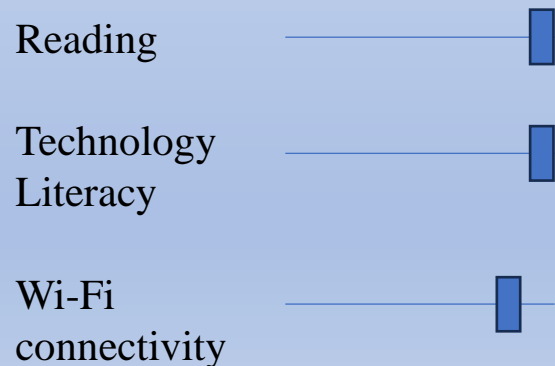 Reading
Technology
Literacy
Wi-Fi
connectivity